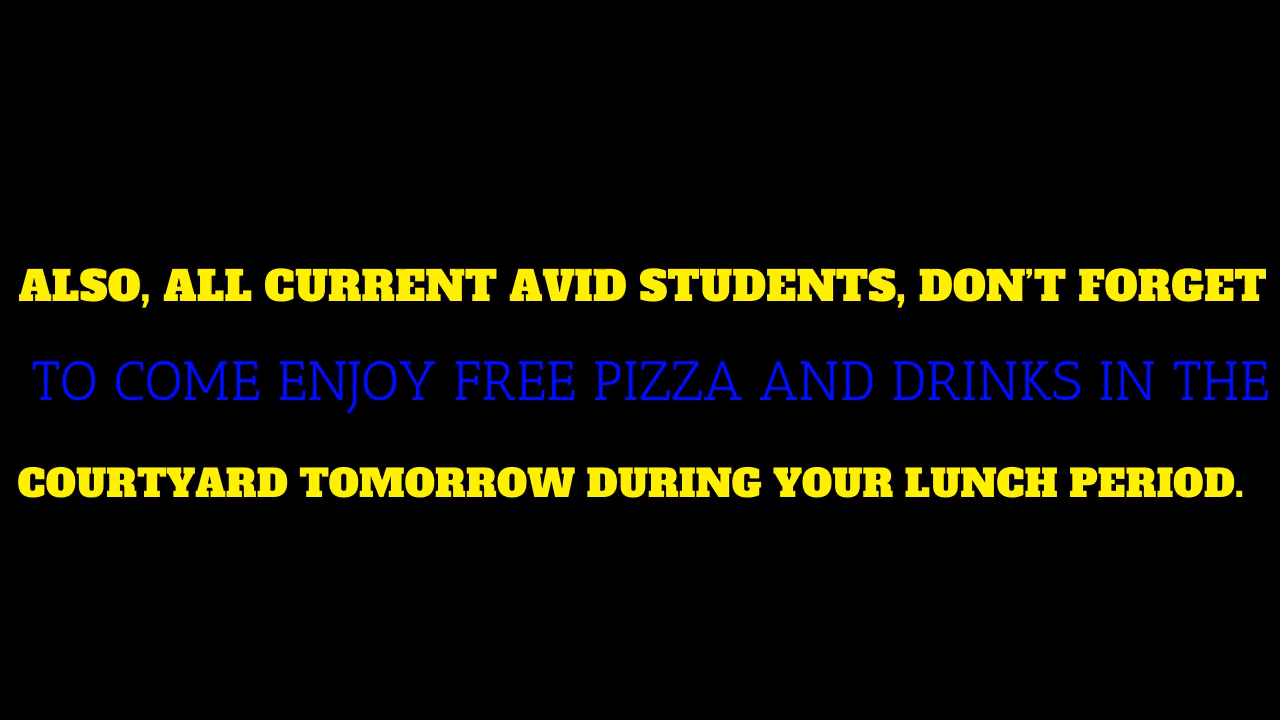 ALSO, ALL CURRENT AVID STUDENTS, DON’T FORGET
TO COME ENJOY FREE PIZZA AND DRINKS IN THE
COURTYARD TOMORROW DURING YOUR LUNCH PERIOD.